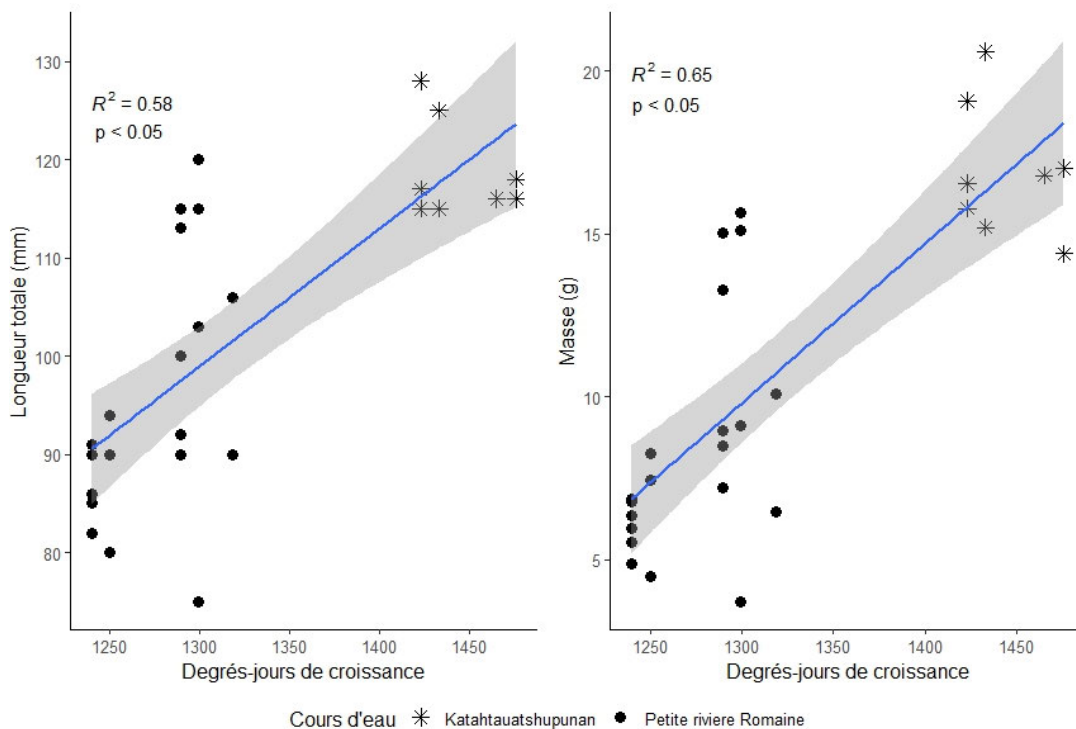 R² = 0.58
p < 0.05
130
120
110
100
90
80
Longueur totale (mm)
1250 1300 1350 1400 1450
Degrés-jours de croissance
R² = 0.65
p < 0.05
20
15
10
5
Masse (g)
1250 1300 1350 1400 1450
Degrés-jours de croissance
Cours d'eau Katahtauatshupunan Petite riviere Romaine